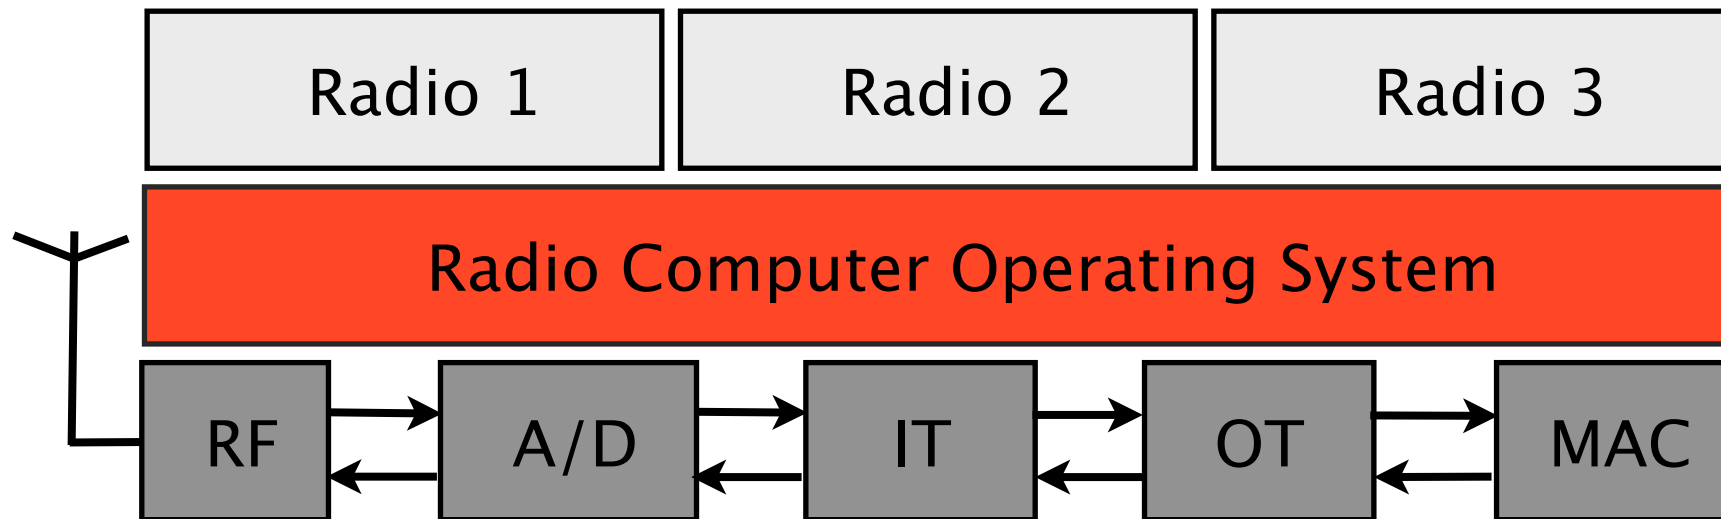 Radio 1
Radio 2
Radio 3
Radio Computer Operating System
RF
A/D
IT
OT
MAC